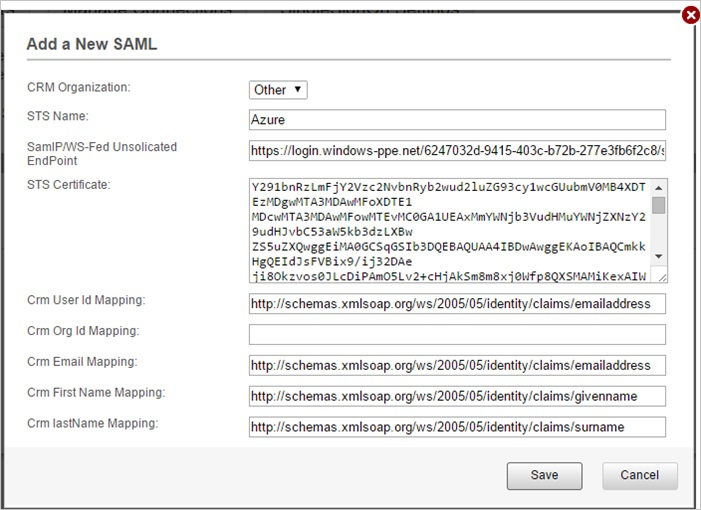 Add a New SAML
CRM Organization:
Other
STS Name:
Azure
SamlP/WS-Fed Unsolicated
EndPoint
https://login.windows-ppe.net/6247032d-9415-403c-b72b-277e3fb6f2c8/s
STS Certificate:
Y291bnRzLmFjY2Vzc2NvbnRyb2wud2luZG93cy1wcGUubmV0MB4XDT
EzMDgwMTA3MDAwMFoXDTE1
MDcwMTA3MDAwMFowMTEvMC0GA1UEAxMmYWNjb3VudHMuYWNjZXNzY2
9udHJvbC53aW5kb3dzLXBw
ZS5uZXQwggEiMA0GCSqGSIb3DQEBAQUAA4IBDwAwggEKAoIBAQCmkk
HgQEIdJsFVBix9/ij32DAe
ji8Okzvos0JLcDiPAmO5Lv2+cHjAkSm8m8xj0Wfp8QXSMAMiKexAIW
Crm User Id Mapping:
http://schemas.xmlsoap.org/ws/2005/05/identity/claims/emailaddress
Crm Org Id Mapping:
Crm Email Mapping:
http://schemas.xmlsoap.org/ws/2005/05/identity/claims/emailaddress
Crm First Name Mapping:
http://schemas.xmlsoap.org/ws/2005/05/identity/claims/givenname
Crm lastName Mapping:
http://schemas.xmlsoap.org/ws/2005/05/identity/claims/surname
Save
Cancel